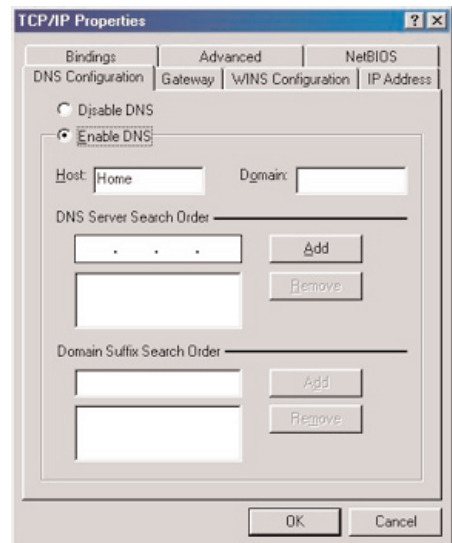 TCP/IP Properties
Bindings Advanced NetBIOS
DNS Configuration Gateway WINS Configuration IP Address
Disable DNS
Enable DNS
Host: Home Domain:
DNS Server Search Order
. . . Add
Remove
Domain Suffix Search Order
Add
Remove
OK Cancel